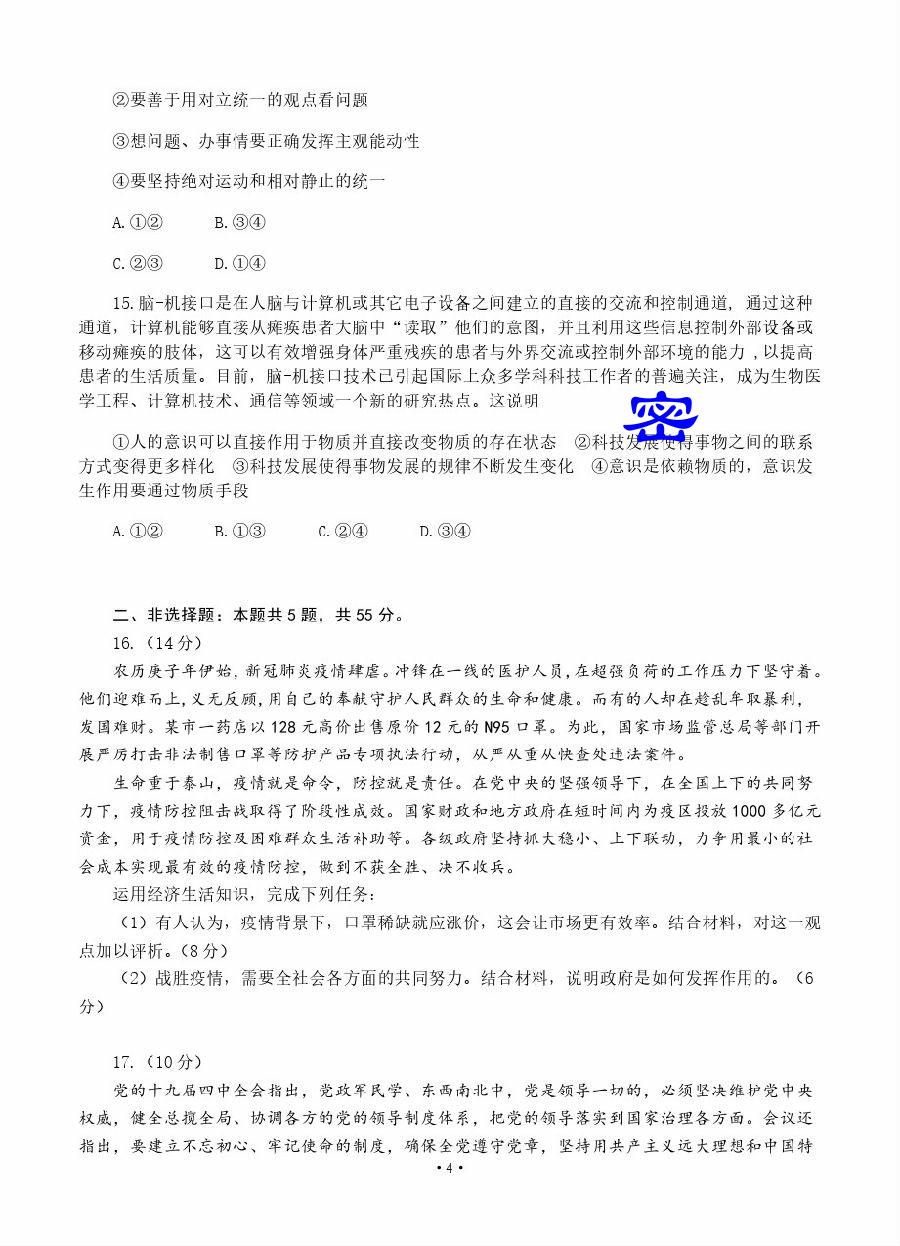 ②要善于用对立统一的观点看问题
③想问题、办事情要正确发挥主观能动性
④要坚持绝对运动和相对静止的统一
A.①② B.③④
C.②③ D.①④
15.脑-机接口是在人脑与计算机或其它电子设备之间建立的直接的交流和控制通道，通过这种
通道，计算机能够直接从瘫痪患者大脑中“读取”他们的意图，并且利用这些信息控制外部设备或
移动瘫痪的肢体，这可以有效增强身体严重残疾的患者与外界交流或控制外部环境的能力，以提高
患者的生活质量。目前，脑-机接口技术已引起国际上众多学科科技工作者的普遍关注，成为生物医
学工程、计算机技术、通信等领域一个新的研究热点。这说明
密
①人的意识可以直接作用于物质并直接改变物质的存在状态 ②科技发展使得事物之间的联系
方式变得更多样化 ③科技发展使得事物发展的规律不断发生变化 ④意识是依赖物质的，意识发
生作用要通过物质手段
A.①② B.①③ C.②④ D.③④
二、非选择题：本题共5题，共55分。
16.（14分）
农历庚子年伊始，新冠肺炎疫情肆虐。冲锋在一线的医护人员，在超强负荷的工作压力下坚守着。
他们迎难而上，义无反顾，用自己的奉献守护人民群众的生命和健康。而有的人却在趁乱牟取暴利，
发国难财。某市一药店以128元高价出售原价12元的N95口罩。为此，国家市场监管总局等部门开
展严厉打击非法制售口罩等防护产品专项执法行动，从严从重从快查处违法案件。
生命重于泰山，疫情就是命令，防控就是责任。在党中央的坚强领导下，在全国上下的共同努
力下，疫情防控阻击战取得了阶段性成效。国家财政和地方政府在短时间内为疫区投放1000多亿元
资金，用于疫情防控及困难群众生活补助等。各级政府坚持抓大稳小、上下联动，力争用最小的社
会成本实现最有效的疫情防控，做到不获全胜、决不收兵。
运用经济生活知识，完成下列任务：
（1）有人认为，疫情背景下，口罩稀缺就应涨价，这会让市场更有效率。结合材料，对这一观
点加以评析。（8分）
（2）战胜疫情，需要全社会各方面的共同努力。结合材料，说明政府是如何发挥作用的。（6
分）
17.（10分）
党的十九届四中全会指出，党政军民学、东西南北中，党是领导一切的，必须坚决维护党中央
权威，健全总揽全局、协调各方的党的领导制度体系，把党的领导落实到国家治理各方面。会议还
指出，要建立不忘初心、牢记使命的制度，确保全党遵守党章，坚持用共产主义远大理想和中国特
·4·